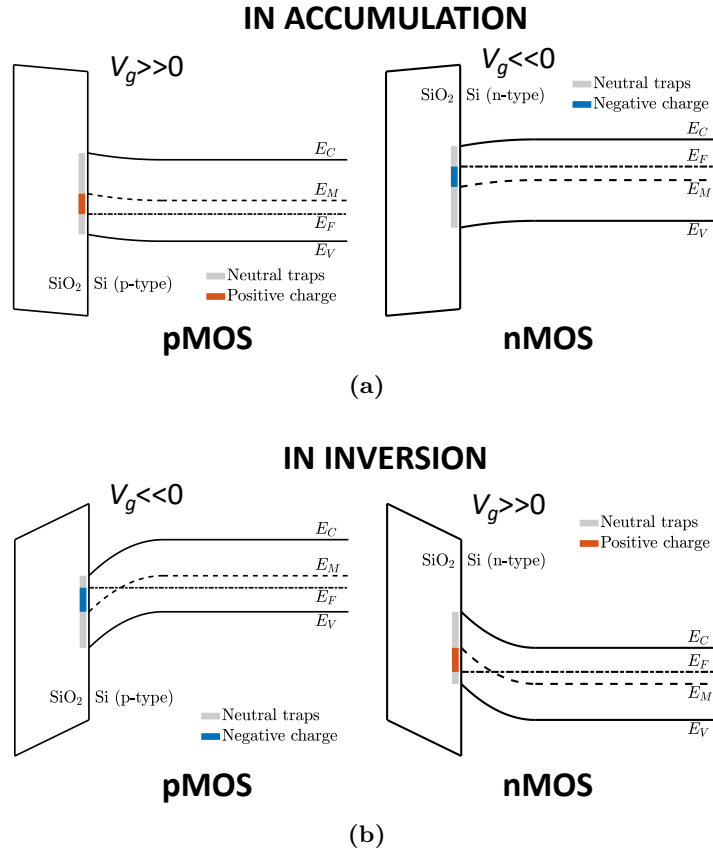 IN ACCUMULATION
V_g>>0
SiO₂ Si (p-type)
E_C
E_M
E_F
E_V
Neutral traps
Positive charge
pMOS
V_g<<0
SiO₂ Si (n-type)
Neutral traps
Negative charge
E_C
E_F
E_M
E_V
nMOS
(a)
IN INVERSION
V_g<<0
E_C
E_M
E_F
E_V
SiO₂ Si (p-type)
Neutral traps
Negative charge
pMOS
V_g>>0
Neutral traps
Positive charge
SiO₂ Si (n-type)
E_C
E_F
E_M
E_V
nMOS
(b)